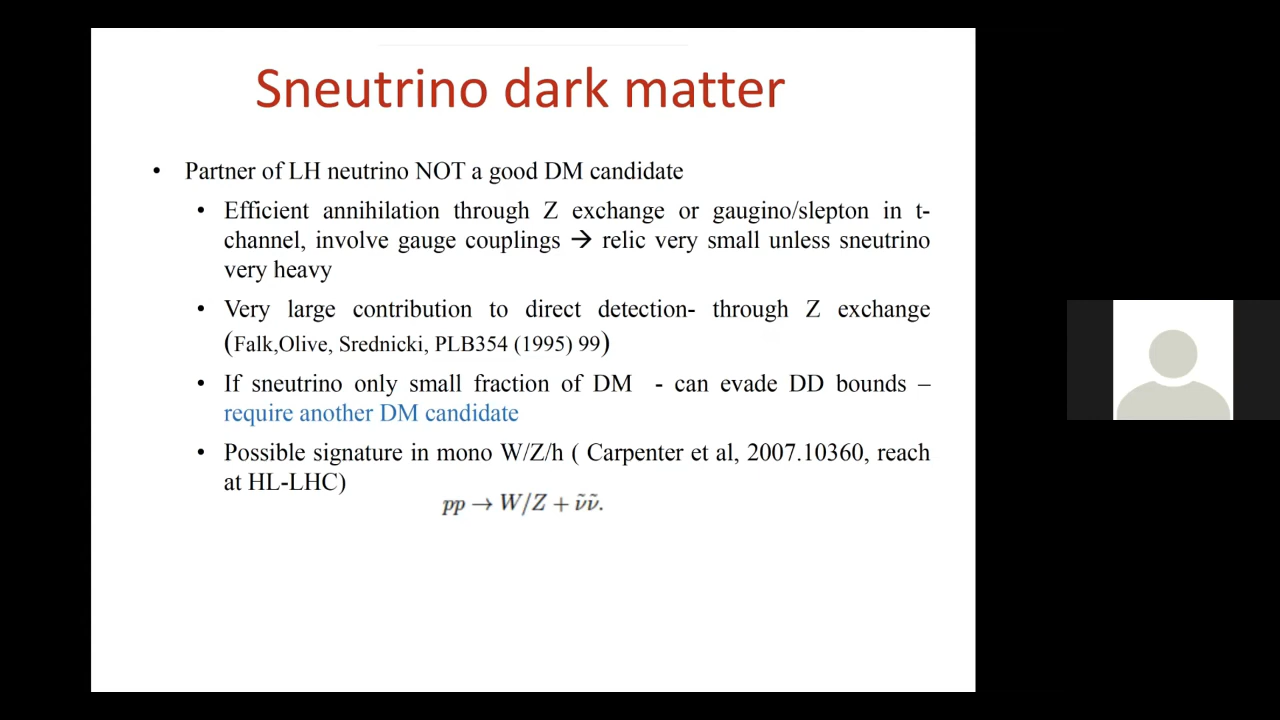 Sneutrino dark matter
• Partner of LH neutrino NOT a good DM candidate
• Efficient annihilation through Z exchange or gaugino/slepton in t-
channel, involve gauge couplings → relic very small unless sneutrino
very heavy
• Very large contribution to direct detection- through Z exchange
(Falk,Olive, Srednicki, PLB354 (1995) 99)
• If sneutrino only small fraction of DM - can evade DD bounds –
require another DM candidate
• Possible signature in mono W/Z/h ( Carpenter et al, 2007.10360, reach
at HL-LHC)
pp → W/Z + ν̃ν̃.